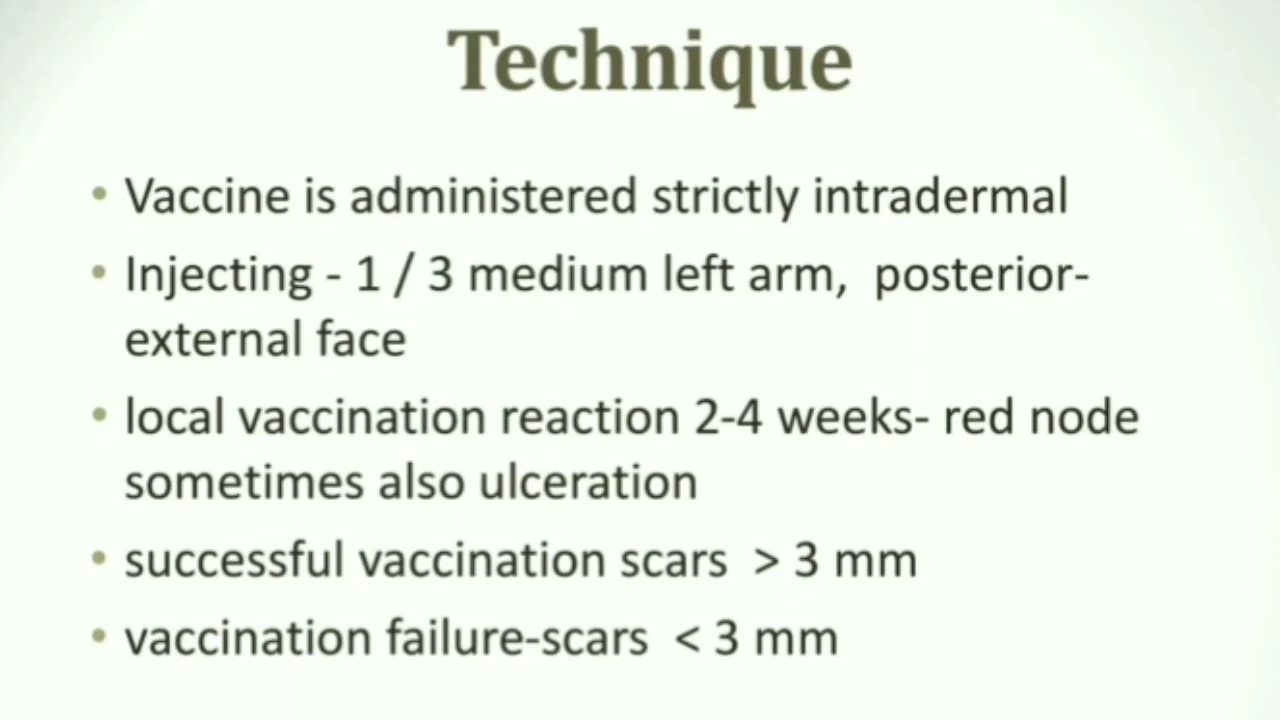 Technique
• Vaccine is administered strictly intradermal
• Injecting - 1 / 3 medium left arm,  posterior-
external face
• local vaccination reaction 2-4 weeks- red node
sometimes also ulceration
• successful vaccination scars  > 3 mm
• vaccination failure-scars  < 3 mm